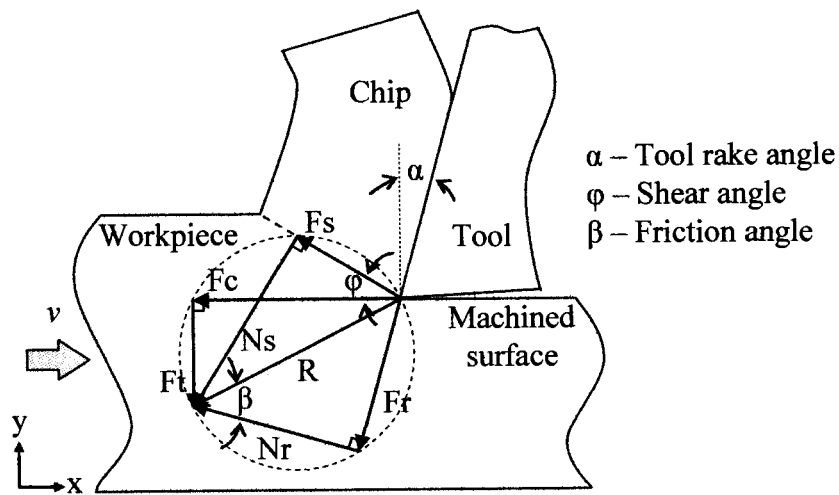 Chip
α
α – Tool rake angle
φ – Shear angle
β – Friction angle
Workpiece
Fs
Tool
Fc
φ
v
Machined
surface
Ns
R
Ft
β
Fr
Nr
y
x